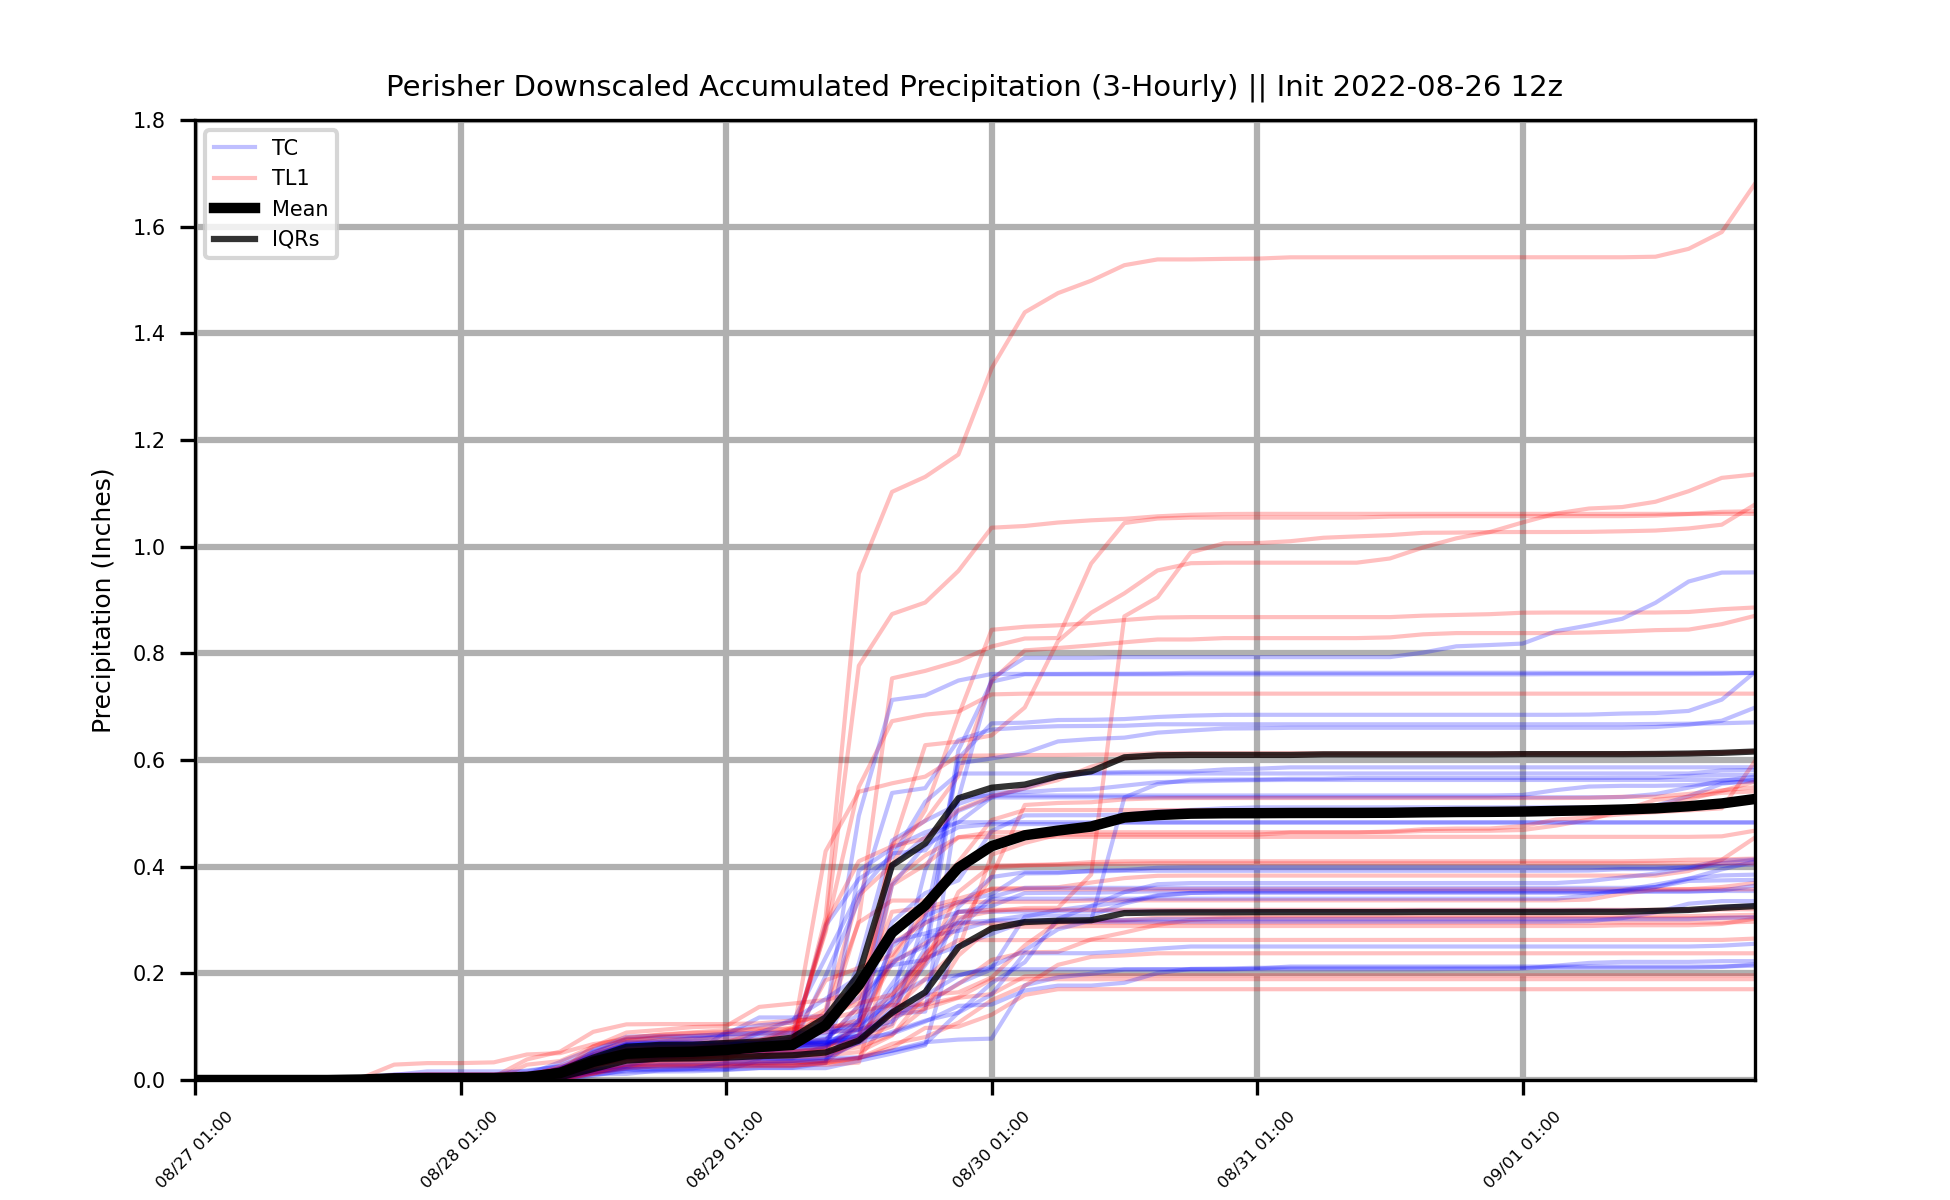 Perisher Downscaled Accumulated Precipitation (3-Hourly) || Init 2022-08-26 12z
Precipitation (Inches)
1.8
1.6
1.4
1.2
1.0
0.8
0.6
0.4
0.2
0.0
TC
TL1
Mean
IQRs
08/27 01:00
08/28 01:00
08/29 01:00
08/30 01:00
08/31 01:00
09/01 01:00